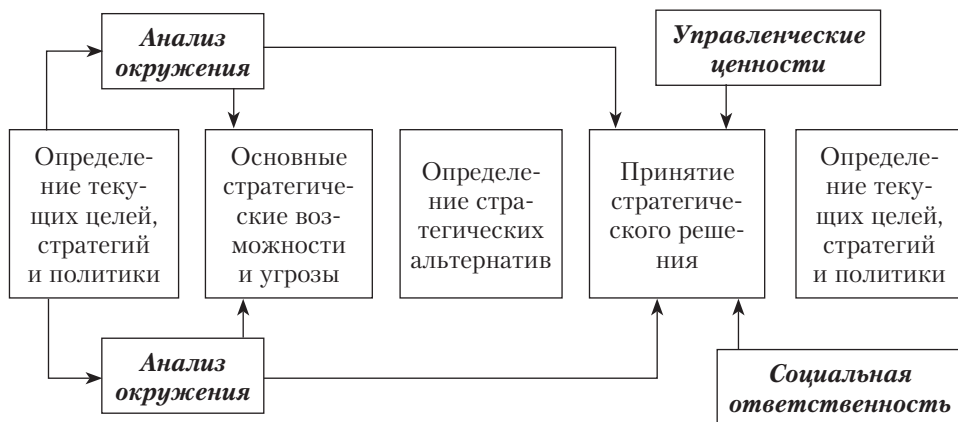 Анализ
окружения
Управленческие
ценности
Определе-
ние теку-
щих целей,
стратегий
и политики
Основные
стратегиче-
ские воз-
можности
и угрозы
Определе-
ние стра-
тегических
альтернатив
Принятие
стратегиче-
ского реше-
ния
Определе-
ние теку-
щих целей,
стратегий
и политики
Анализ
окружения
Социальная
ответственность